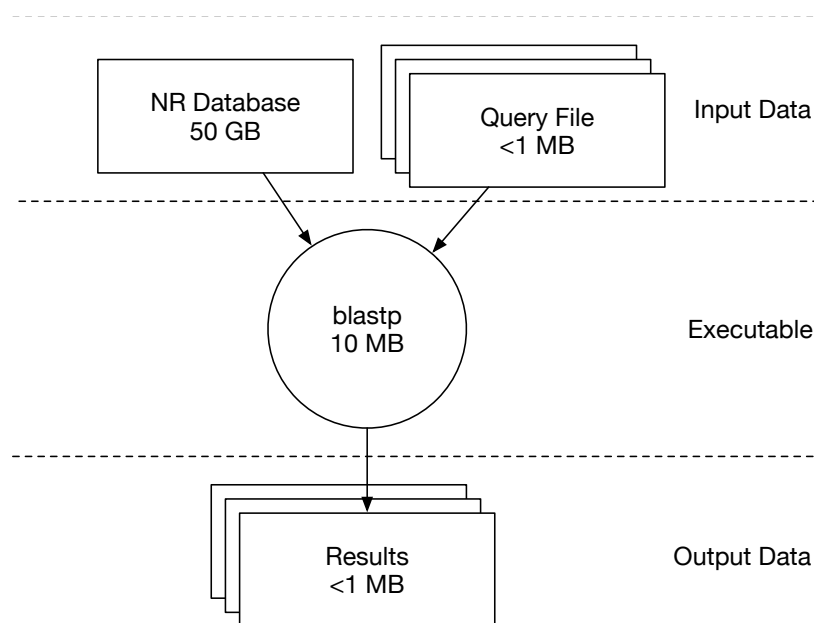 NR Database
50 GB
Query File
<1 MB
Input Data
blastp
10 MB
Executable
Results
<1 MB
Output Data